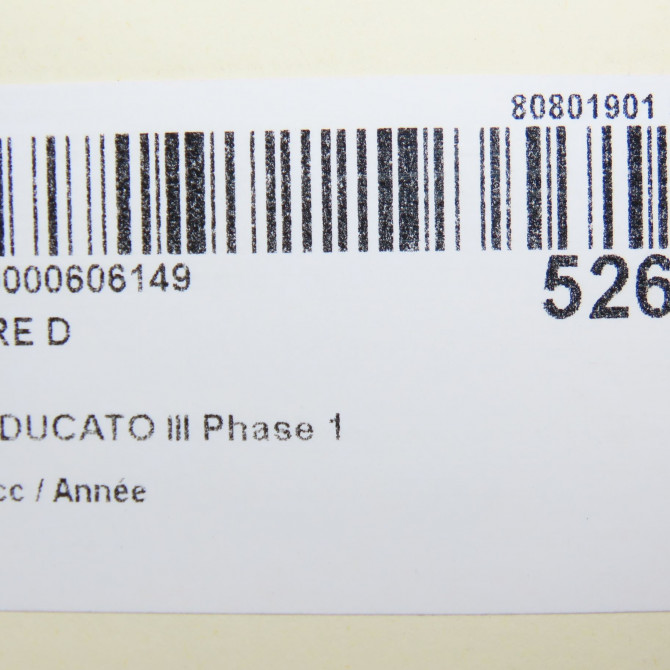 80801901
000606149
526
RE D
DUCATO III Phase 1
cc / Année